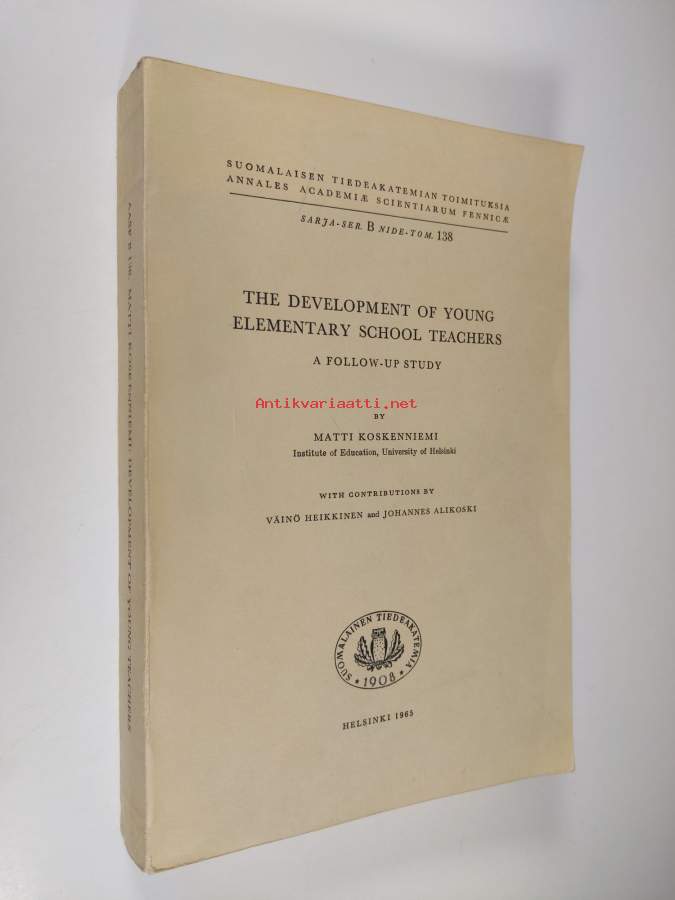 SUOMALAISEN TIEDEAKATEMIAN TOIMITUKSIA
ANNALES ACADEMIÆ SCIENTIARUM FENNICÆ
SARJA-SER. B NIDE-TOM. 138
THE DEVELOPMENT OF YOUNG
ELEMENTARY SCHOOL TEACHERS
A FOLLOW-UP STUDY
Antikvariaatti.net
BY
MATTI KOSKENNIEMI
Institute of Education, University of Helsinki
WITH CONTRIBUTIONS BY
VÄINÖ HEIKKINEN and JOHANNES ALIKOSKI
SUOMALAINEN TIEDEAKATEMIA
1908
HELSINKI 1965
AASF B 138. MATTI KOSKENNIEMI: DEVELOPMENT OF YOUNG TEACHERS